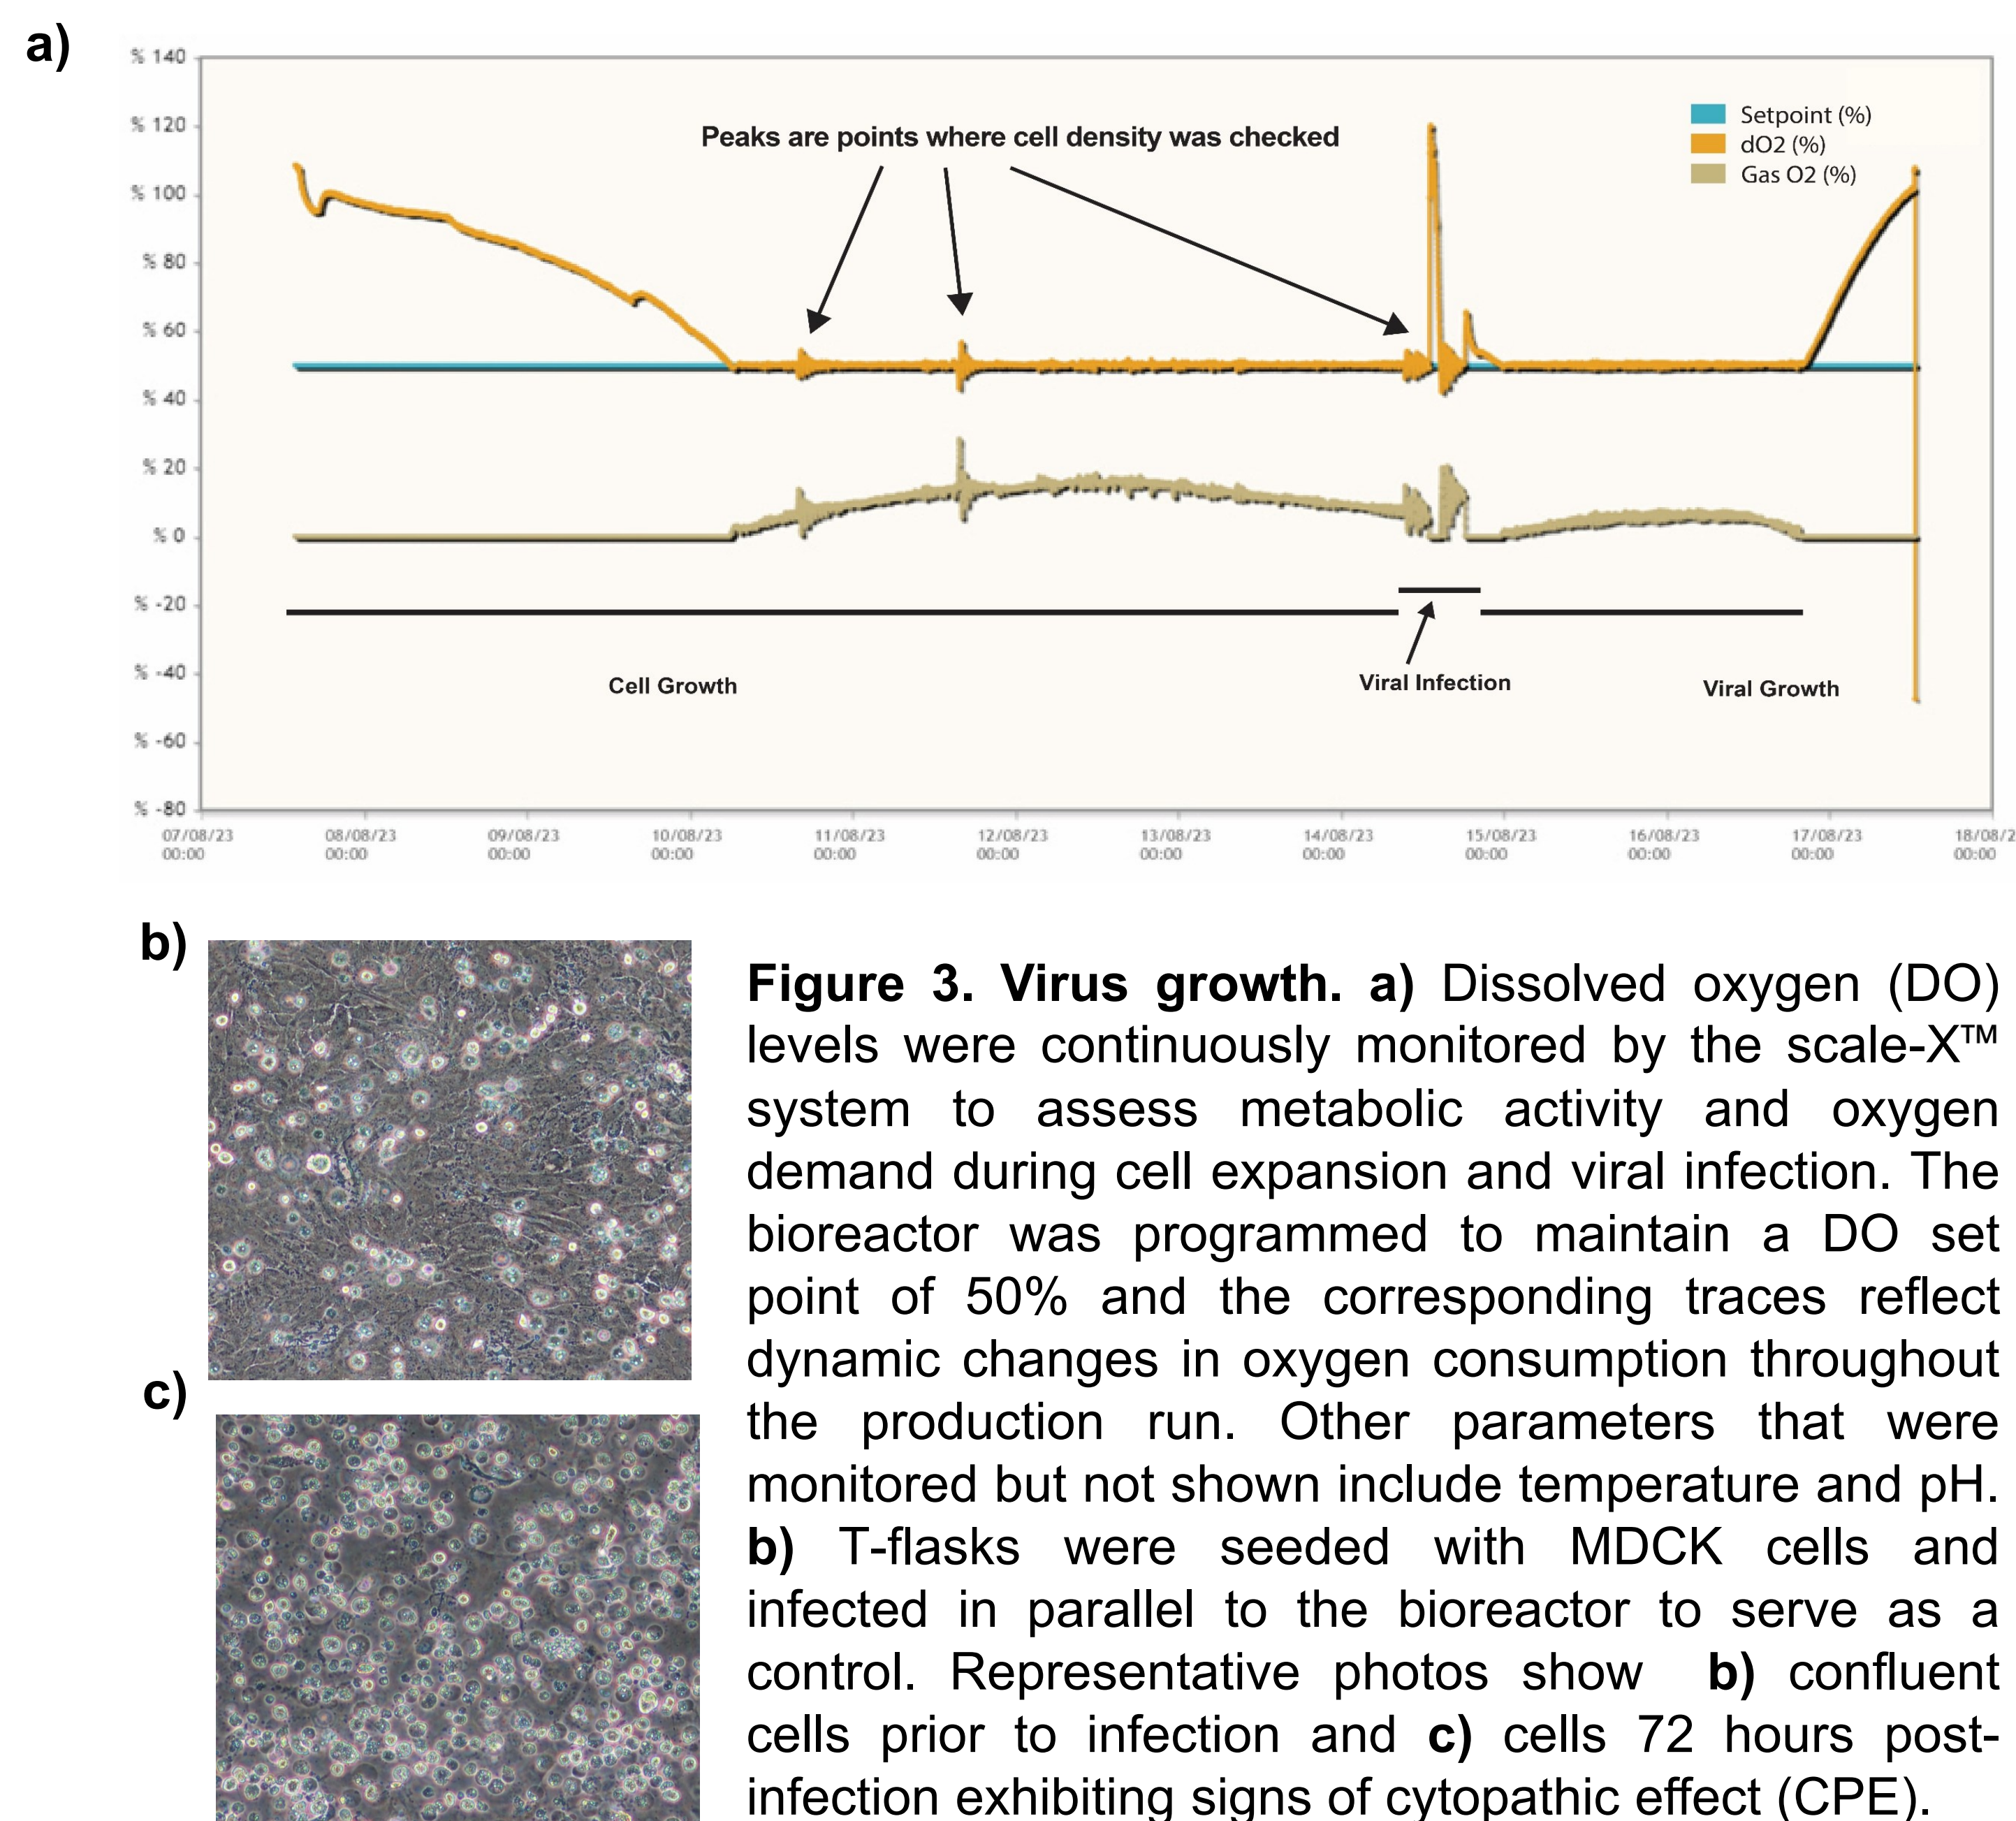 a)
% 140
% 120
% 100
% 80
% 60
% 40
% 20
% 0
% -20
% -40
% -60
% -80
Peaks are points where cell density was checked
Setpoint (%)
dO2 (%)
Gas O2 (%)
Cell Growth
Viral Infection
Viral Growth
07/08/23
00:00
08/08/23
00:00
09/08/23
00:00
10/08/23
00:00
11/08/23
00:00
12/08/23
00:00
13/08/23
00:00
14/08/23
00:00
15/08/23
00:00
16/08/23
00:00
17/08/23
00:00
18/08/2
00:00
b)
c)
Figure 3. Virus growth. a) Dissolved oxygen (DO)
levels were continuously monitored by the scale-X™
system to assess metabolic activity and oxygen
demand during cell expansion and viral infection. The
bioreactor was programmed to maintain a DO set
point of 50% and the corresponding traces reflect
dynamic changes in oxygen consumption throughout
the production run. Other parameters that were
monitored but not shown include temperature and pH.
b) T-flasks were seeded with MDCK cells and
infected in parallel to the bioreactor to serve as a
control. Representative photos show b) confluent
cells prior to infection and c) cells 72 hours post-
infection exhibiting signs of cytopathic effect (CPE).